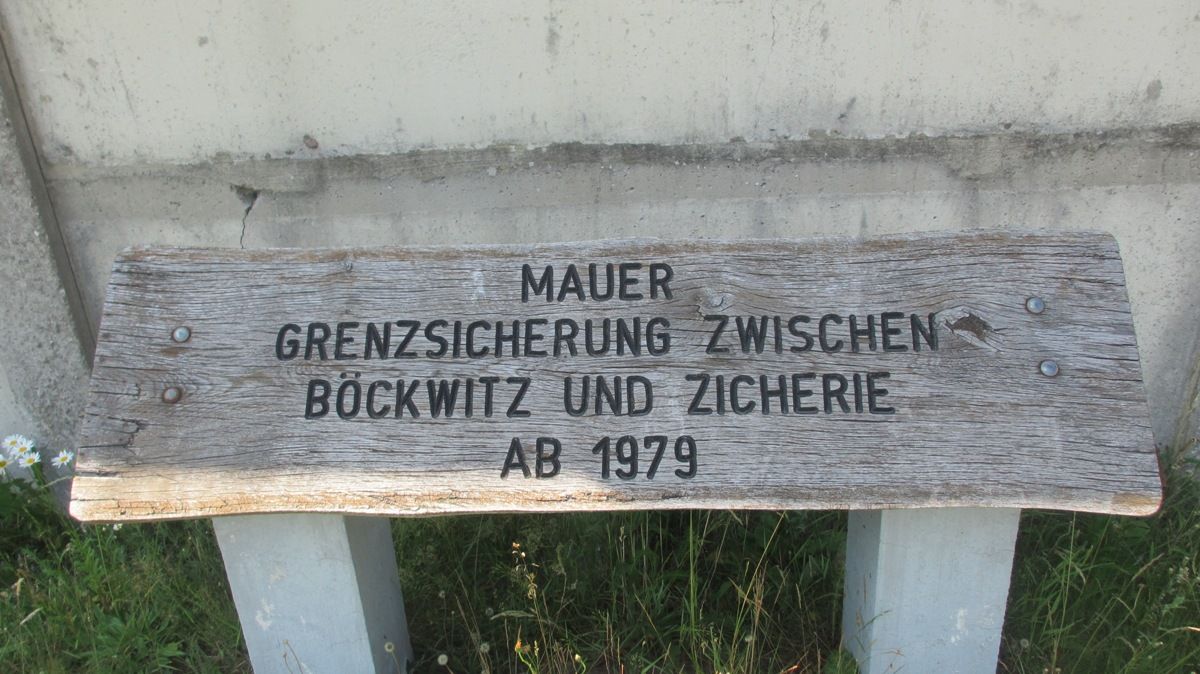 MAUER
GRENZSICHERUNG ZWISCHEN
BÖCKWITZ UND ZICHERIE
AB 1979